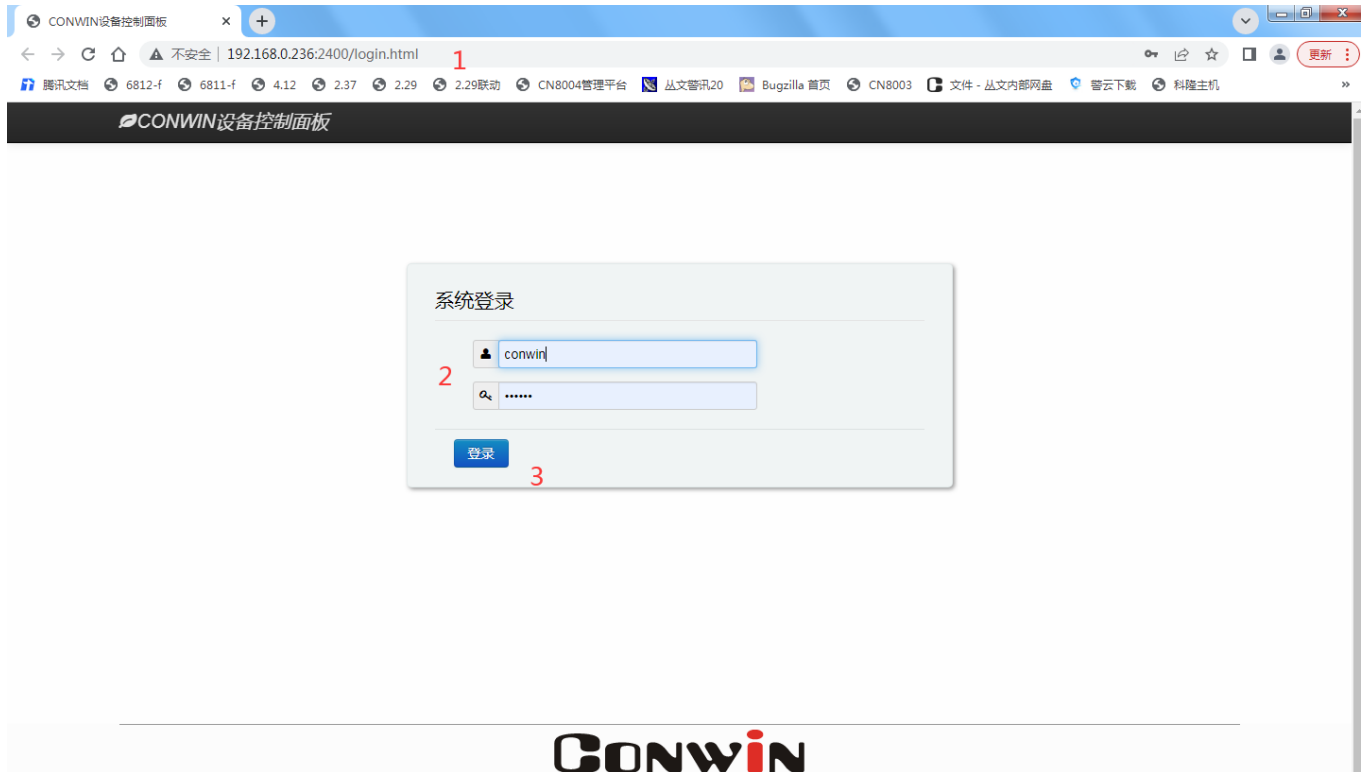 CONWIN设备控制面板
不安全 192.168.0.236:2400/login.html
1
更新
腾讯文档 6812-f 6811-f 4.12 2.37 2.29 2.29联动 CN8004管理平台 丛文警讯20 Bugzilla 首页 CN8003 文件 - 丛文内部网盘 警云下载 科隆主机 »
CONWIN设备控制面板
系统登录
conwin
2
••••••
登录
3
CONWIN